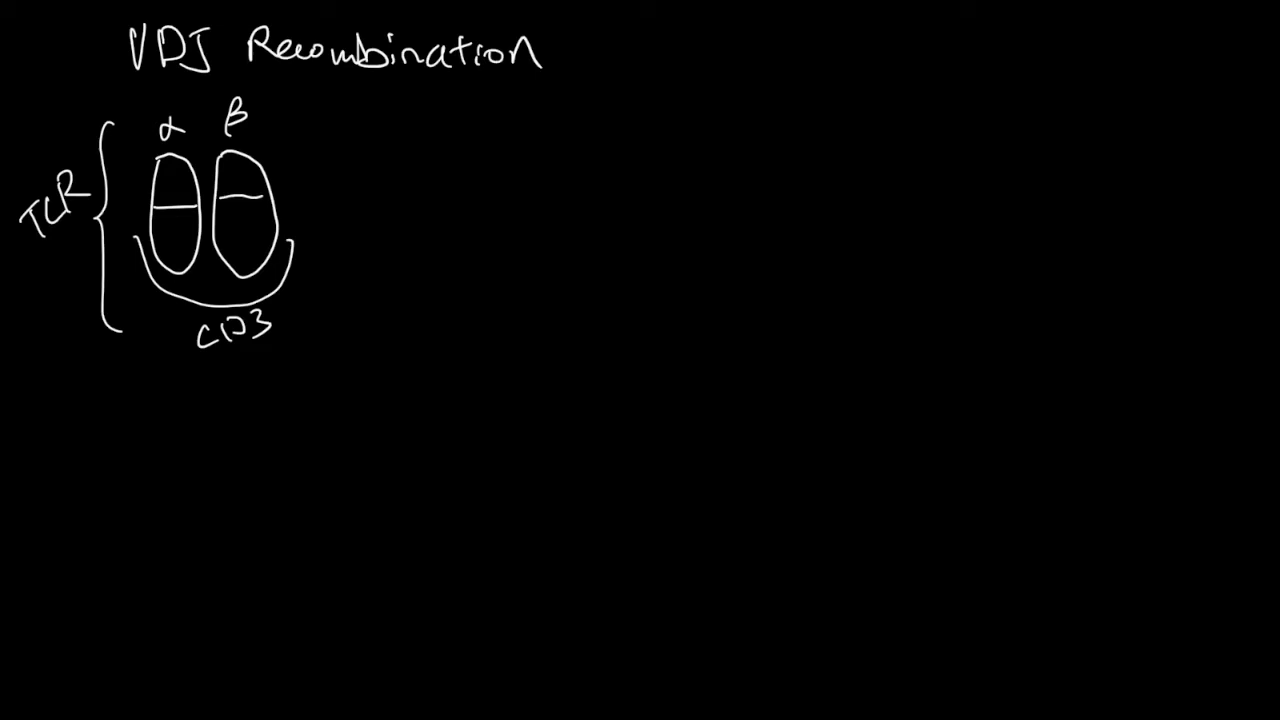 VDJ Recombination
α β
TCR
CD3